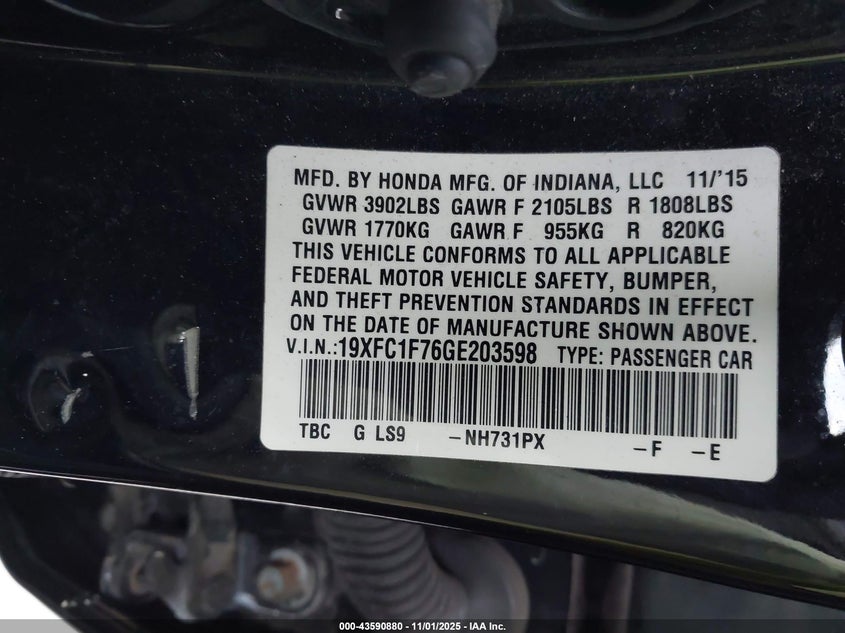 MFD. BY HONDA MFG. OF INDIANA, LLC 11/'15
GVWR 3902LBS GAWR F 2105LBS R 1808LBS
GVWR 1770KG GAWR F 955KG R 820KG
THIS VEHICLE CONFORMS TO ALL APPLICABLE
FEDERAL MOTOR VEHICLE SAFETY, BUMPER,
AND THEFT PREVENTION STANDARDS IN EFFECT
ON THE DATE OF MANUFACTURE SHOWN ABOVE.
V.I.N.:19XFC1F76GE203598 TYPE: PASSENGER CAR
TBC G LS9 -NH731PX -F -E
000-43590880 - 11/01/2025 - IAA Inc.